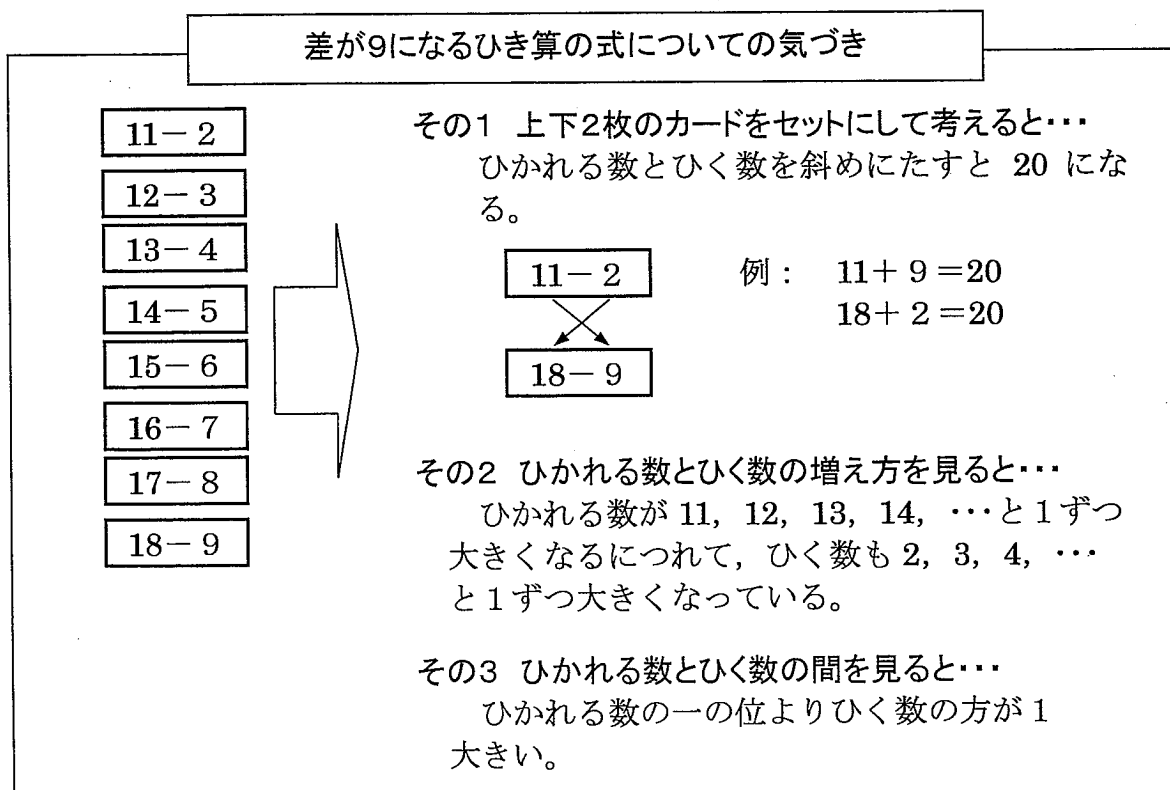 差が9になるひき算の式についての気づき
11－2
12－3
13－4
14－5
15－6
16－7
17－8
18－9
その1 上下2枚のカードをセットにして考えると･･･
ひかれる数とひく数を斜めにたすと 20 にな
る。
11－2
18－9
例： 11＋9＝20
18＋2＝20
その2 ひかれる数とひく数の増え方を見ると･･･
ひかれる数が 11, 12, 13, 14, ･･･と1ずつ
大きくなるにつれて, ひく数も 2, 3, 4, ･･･
と1ずつ大きくなっている。
その3 ひかれる数とひく数の間を見ると･･･
ひかれる数の一の位よりひく数の方が 1
大きい。